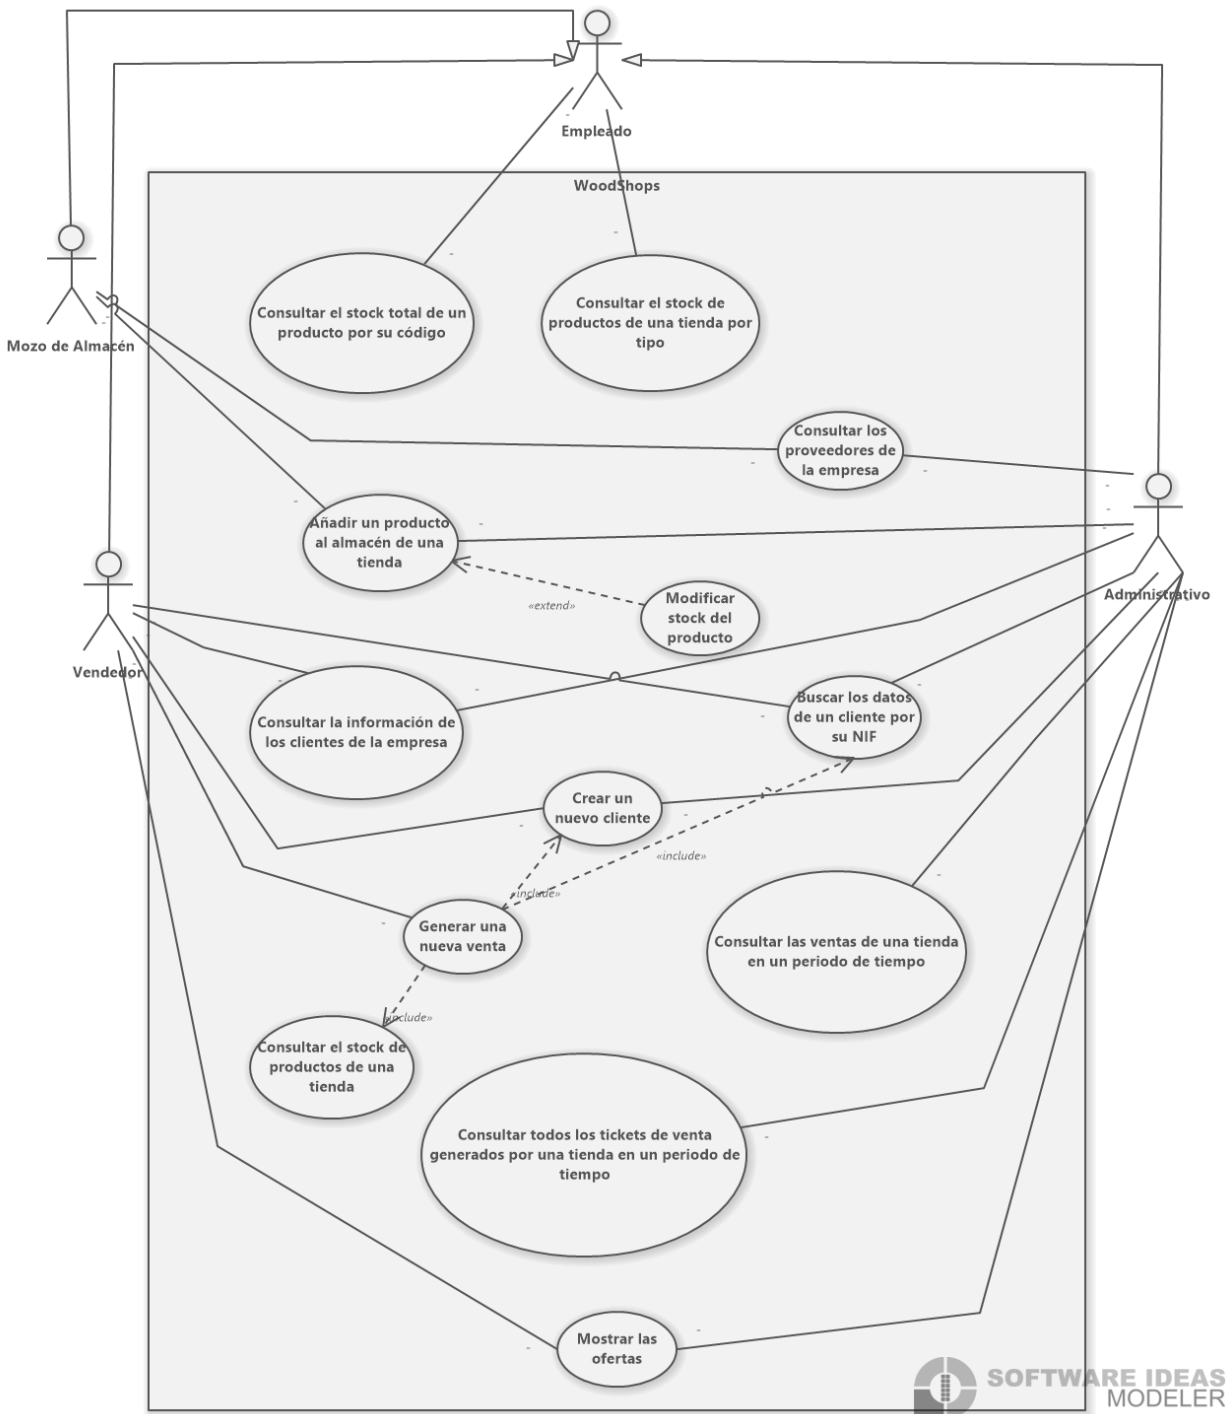 Empleado
WoodShops
Consultar el stock total de un
producto por su código
Consultar el stock de
productos de una tienda por
tipo
Mozo de Almacén
Consultar los
proveedores de
la empresa
Añadir un producto
al almacén de una
tienda
«extend»
Modificar
stock del
producto
Administrativo
Vendedor
Consultar la información de
los clientes de la empresa
Buscar los datos
de un cliente por
su NIF
Crear un
nuevo cliente
«include»
«include»
Generar una
nueva venta
Consultar las ventas de una tienda
en un periodo de tiempo
«include»
Consultar el stock de
productos de una
tienda
Consultar todos los tickets de venta
generados por una tienda en un periodo de
tiempo
Mostrar las
ofertas
SOFTWARE IDEAS
MODELER